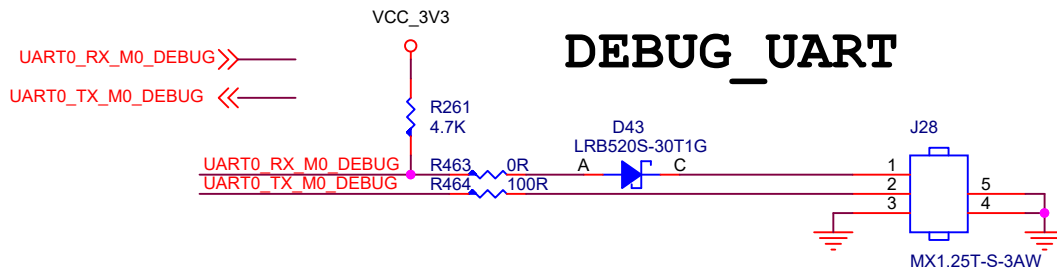 VCC_3V3
DEBUG_UART
UART0_RX_M0_DEBUG
UART0_TX_M0_DEBUG
R261
4.7K
D43
LRB520S-30T1G
J28
UART0_RX_M0_DEBUG
R463
0R
A
C
1
UART0_TX_M0_DEBUG
R464
100R
2
5
3
4
MX1.25T-S-3AW